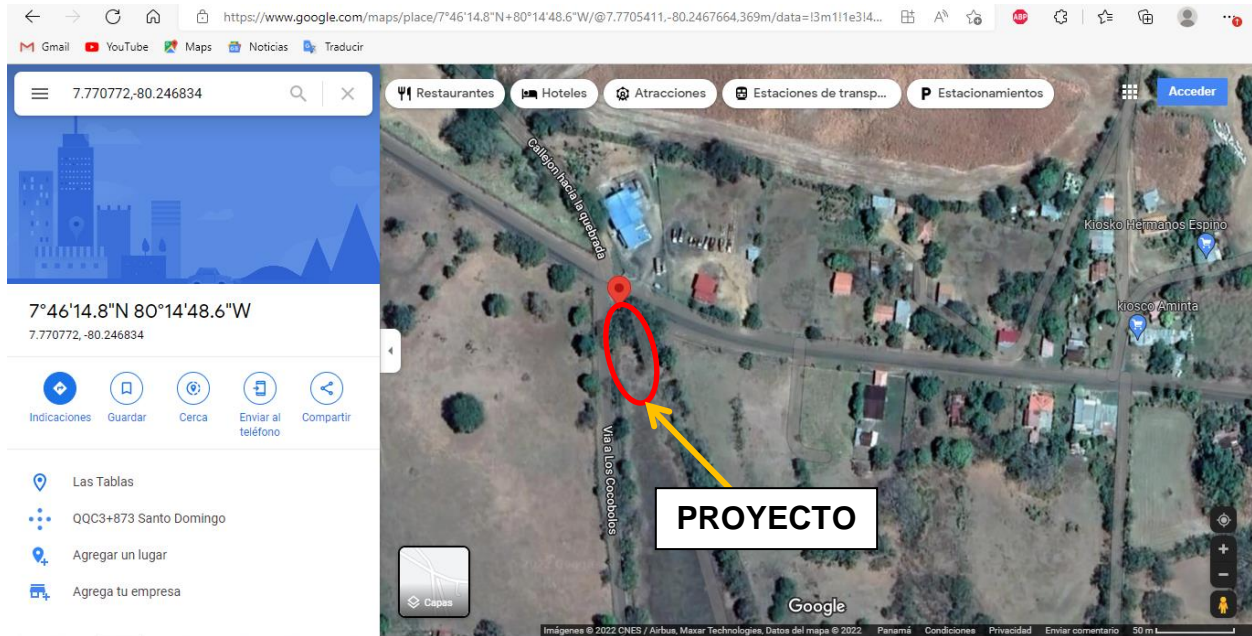 https://www.google.com/maps/place/7°46'14.8"N+80°14'48.6"W/@7.7705411,-80.2467664,369m/data=!3m1!1e3!4...
Gmail YouTube Maps Noticias Traducir
7.770772,-80.246834
Restaurantes Hoteles Atracciones Estaciones de transp... Estacionamientos
Acceder
Callejon hacia la quebrada
Kiosko Hermanos Espino
kiosco Aminta
7°46'14.8"N 80°14'48.6"W
7.770772, -80.246834
Indicaciones Guardar Cerca Enviar al teléfono Compartir
Via a Los Cocobolos
PROYECTO
Las Tablas
QQC3+873 Santo Domingo
Agregar un lugar
Agrega tu empresa
Capas
Google
Imágenes © 2022 CNES / Airbus, Maxar Technologies, Datos del mapa © 2022 Panamá Condiciones Privacidad Enviar comentario 50 m
ABP